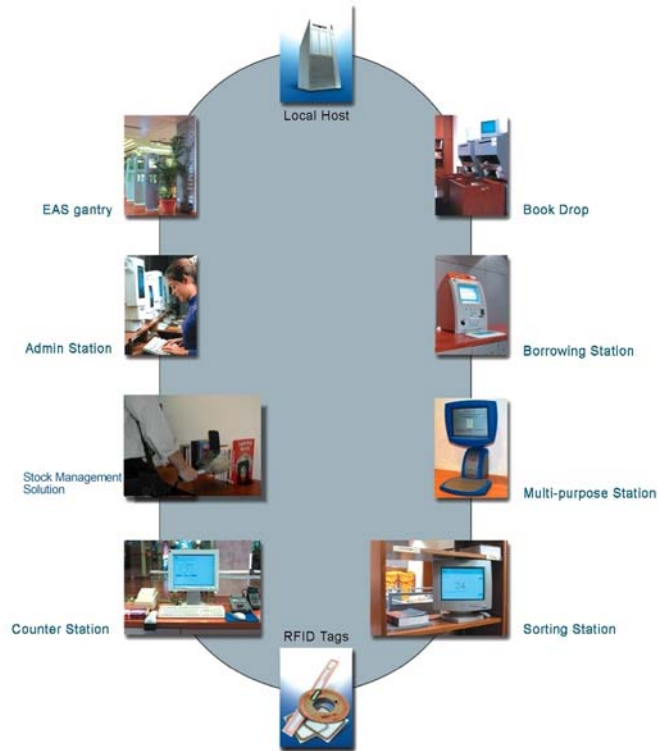 Local Host
EAS gantry
Book Drop
Admin Station
Borrowing Station
Stock Management
Solution
Multi-purpose Station
Counter Station
24
Sorting Station
RFID Tags